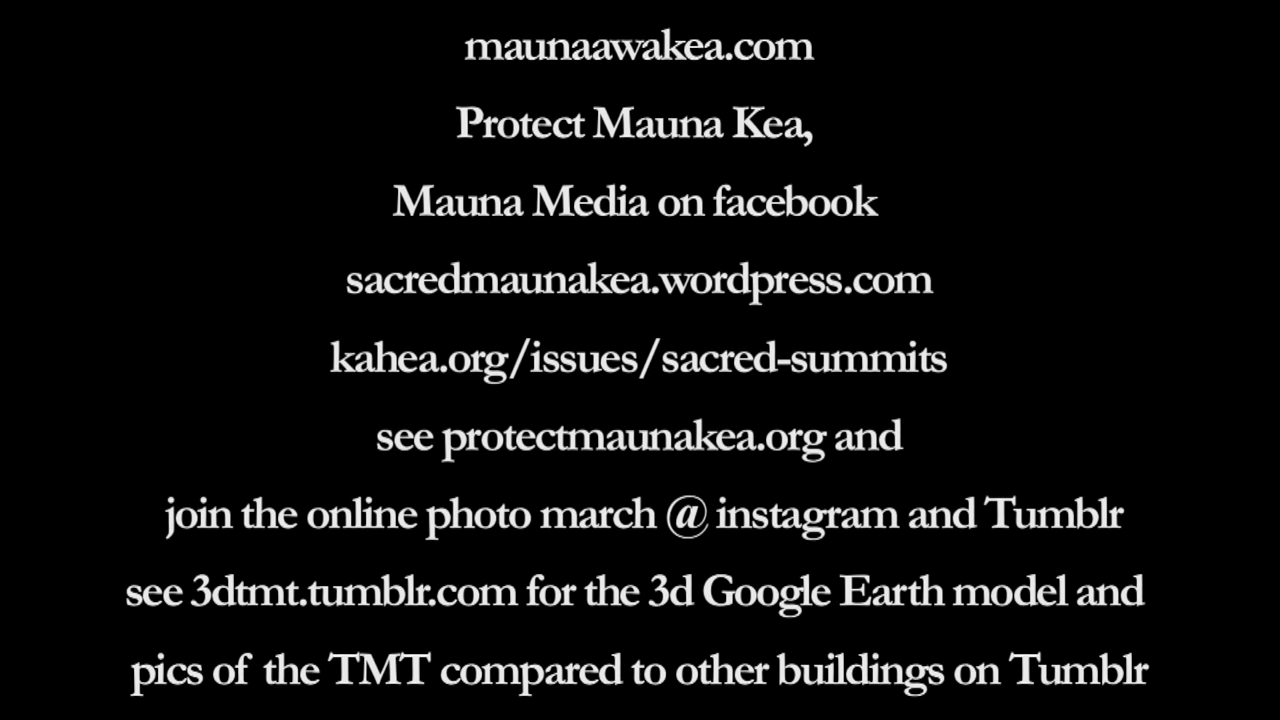 maunaawakea.com
Protect Mauna Kea,
Mauna Media on facebook
sacredmaunakea.wordpress.com
kahea.org/issues/sacred-summits
see protectmaunakea.org and
join the online photo march @ instagram and Tumblr
see 3dtmt.tumblr.com for the 3d Google Earth model and
pics of the TMT compared to other buildings on Tumblr